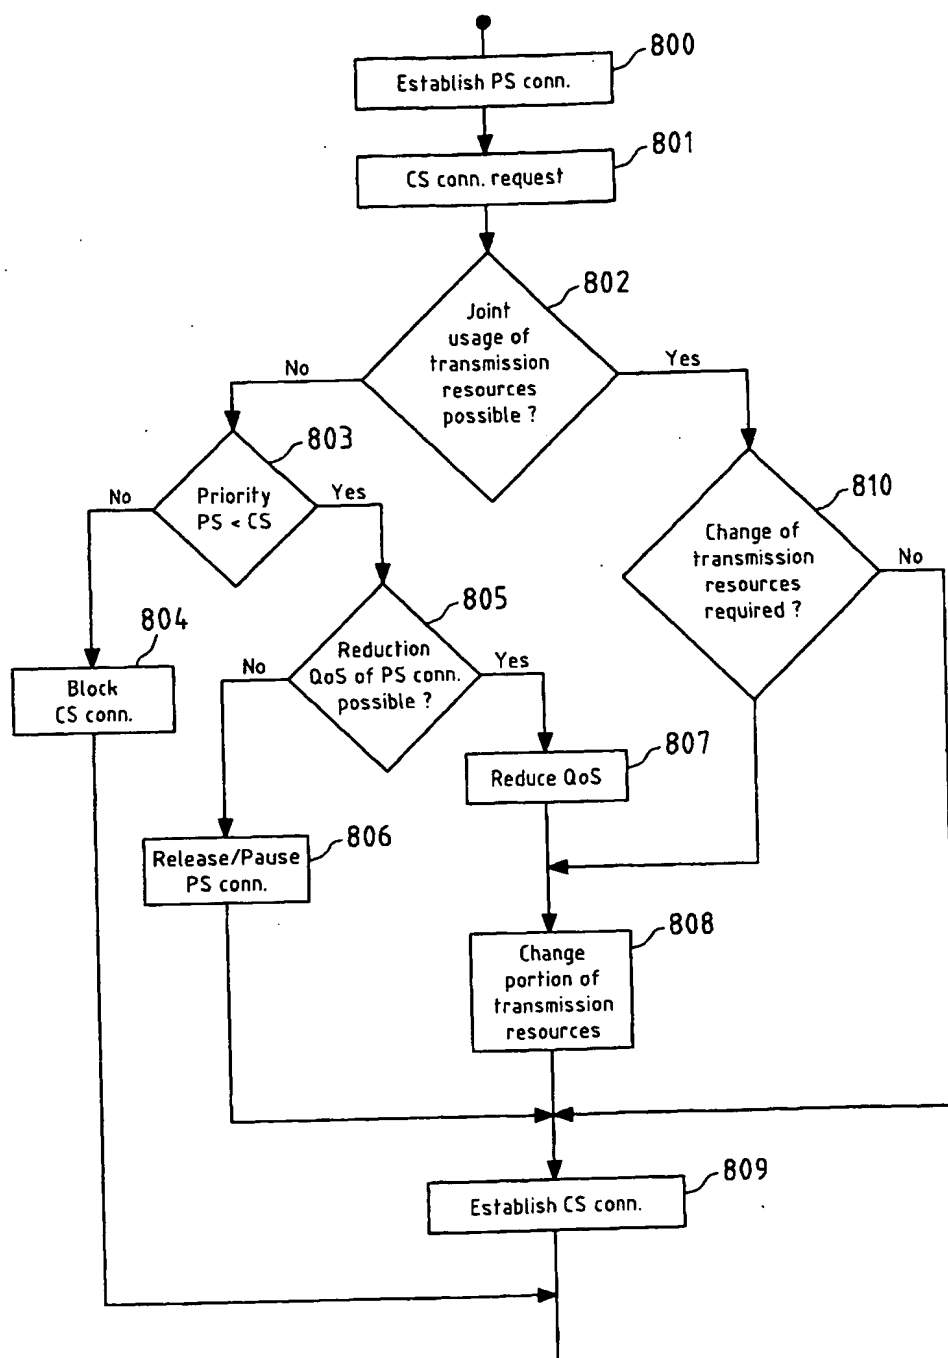 800
Establish PS conn.
801
CS conn. request
802
Joint
usage of
transmission
resources
possible ?
No
Yes
803
Priority
PS < CS
No
Yes
810
Change of
transmission
resources
required ?
No
804
Block
CS conn.
805
Reduction
QoS of PS conn.
possible ?
No
Yes
807
Reduce QoS
806
Release/Pause
PS conn.
808
Change
portion of
transmission
resources
809
Establish CS conn.